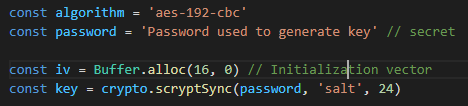 const algorithm = 'aes-192-cbc'
const password = 'Password used to generate key' // secret
const iv = Buffer.alloc(16, 0) // Initialization vector
const key = crypto.scryptSync(password, 'salt', 24)